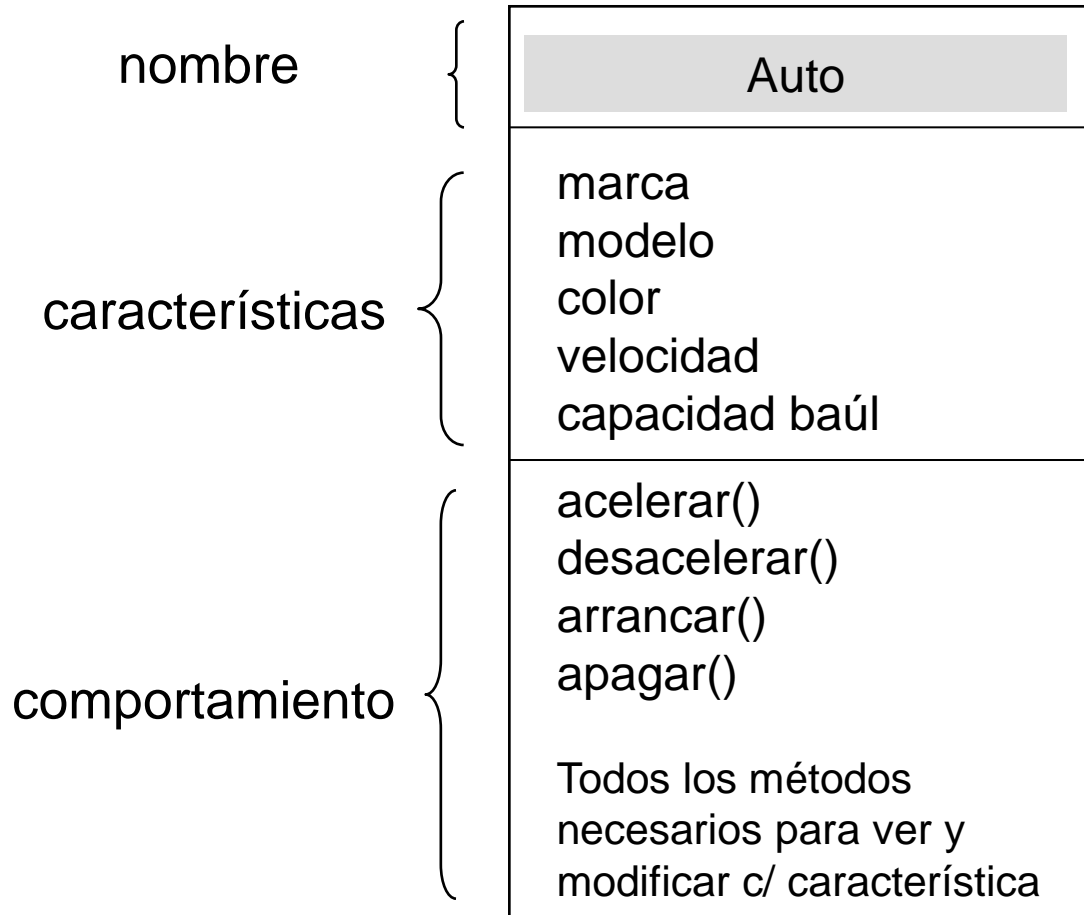 nombre
Auto
características
marca
modelo
color
velocidad
capacidad baúl
comportamiento
acelerar()
desacelerar()
arrancar()
apagar()
Todos los métodos
necesarios para ver y
modificar c/ característica